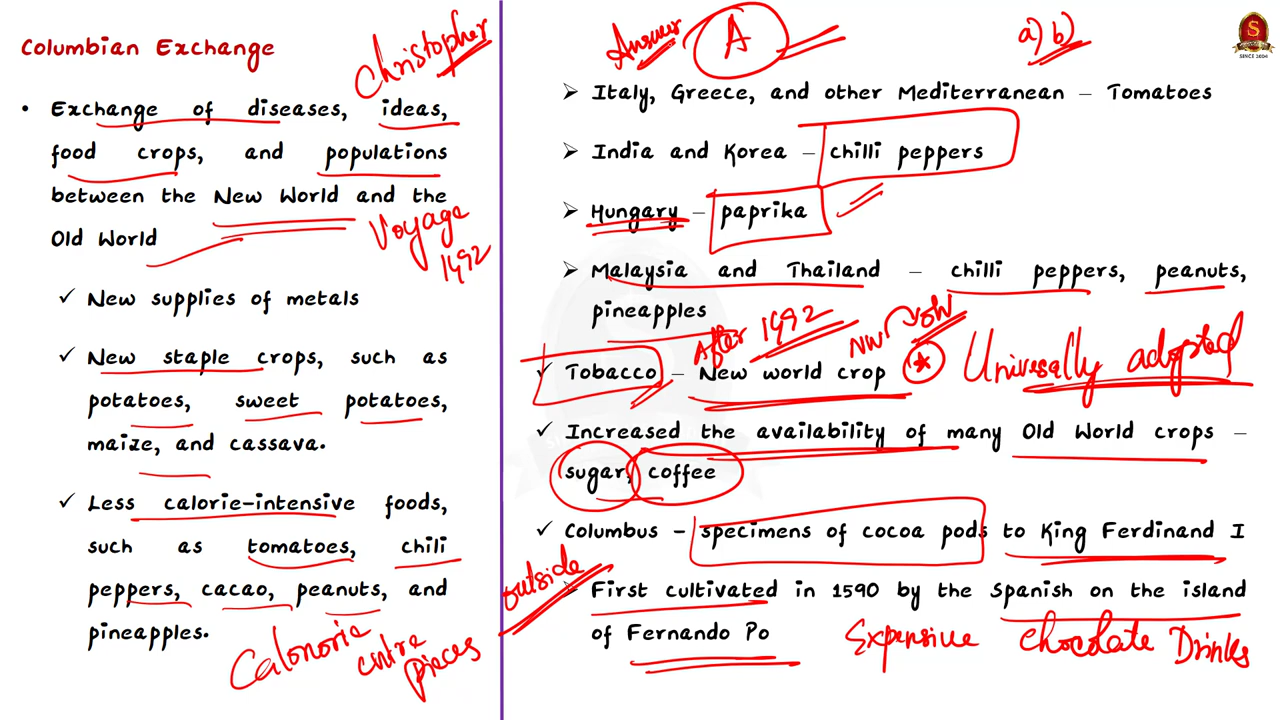 Columbian Exchange
Christopher
• Exchange of diseases, ideas,
food crops, and populations
between the New World and the
Old World
Voyage
1492
✓ New supplies of metals
✓ New staple crops, such as
potatoes, sweet potatoes,
maize, and cassava.
✓ Less calorie-intensive foods,
such as tomatoes, chili
peppers, cacao, peanuts, and
pineapples.
Answer A
a) b)
S
SINCE 2004
➢ Italy, Greece, and other Mediterranean – Tomatoes
➢ India and Korea – chilli peppers
➢ Hungary – paprika
➢ Malaysia and Thailand – chilli peppers, peanuts,
pineapples
After 1492 NW OW
✓ Tobacco – New world crop
Universally adopted
✓ Increased the availability of many Old World crops –
sugar, coffee
✓ Columbus – specimens of cocoa pods to King Ferdinand I
outside
➢ First cultivated in 1590 by the Spanish on the island
of Fernando Po
Expensive Chocolate Drinks